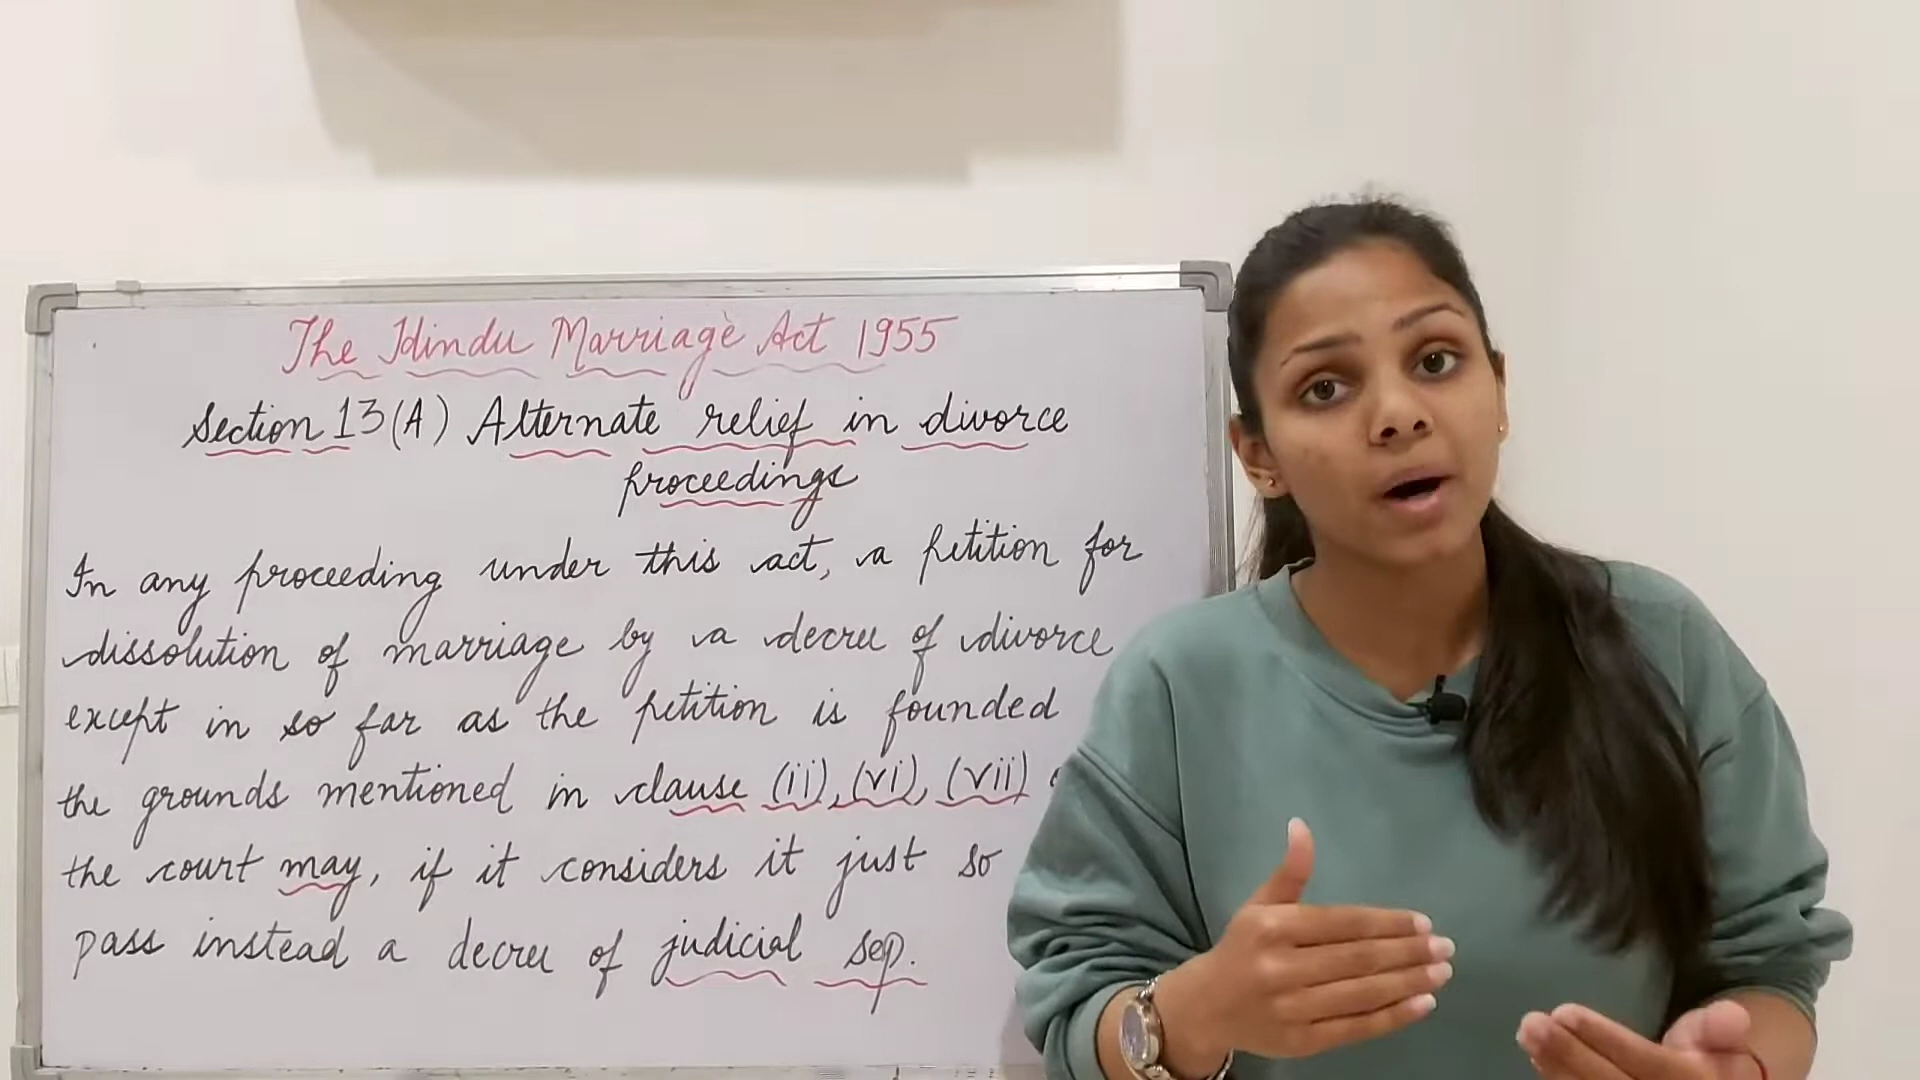 The Hindu Marriage Act 1955
Section 13(A) Alternate relief in divorce
proceedings
In any proceeding under this act, a petition for
dissolution of marriage by a decree of divorce
except in so far as the petition is founded
the grounds mentioned in clause (ii), (vi), (vii)
the court may, if it considers it just so
pass instead a decree of judicial sep.